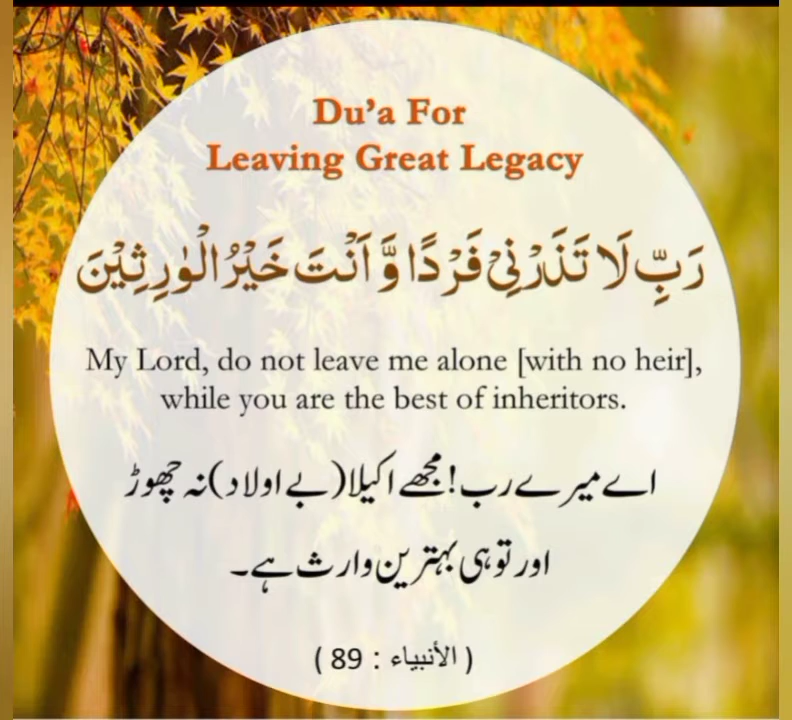 Du’a For
Leaving Great Legacy
رَبِّ لَا تَذَرْنِیْ فَرْدًا وَّ اَنْتَ خَیْرُ الْوٰرِثِیْنَ
My Lord, do not leave me alone [with no heir],
while you are the best of inheritors.
اے میرے رب! مجھے اکیلا (بے اولاد) نہ چھوڑ
اور تو ہی بہترین وارث ہے۔
( الأنبياء : 89 )